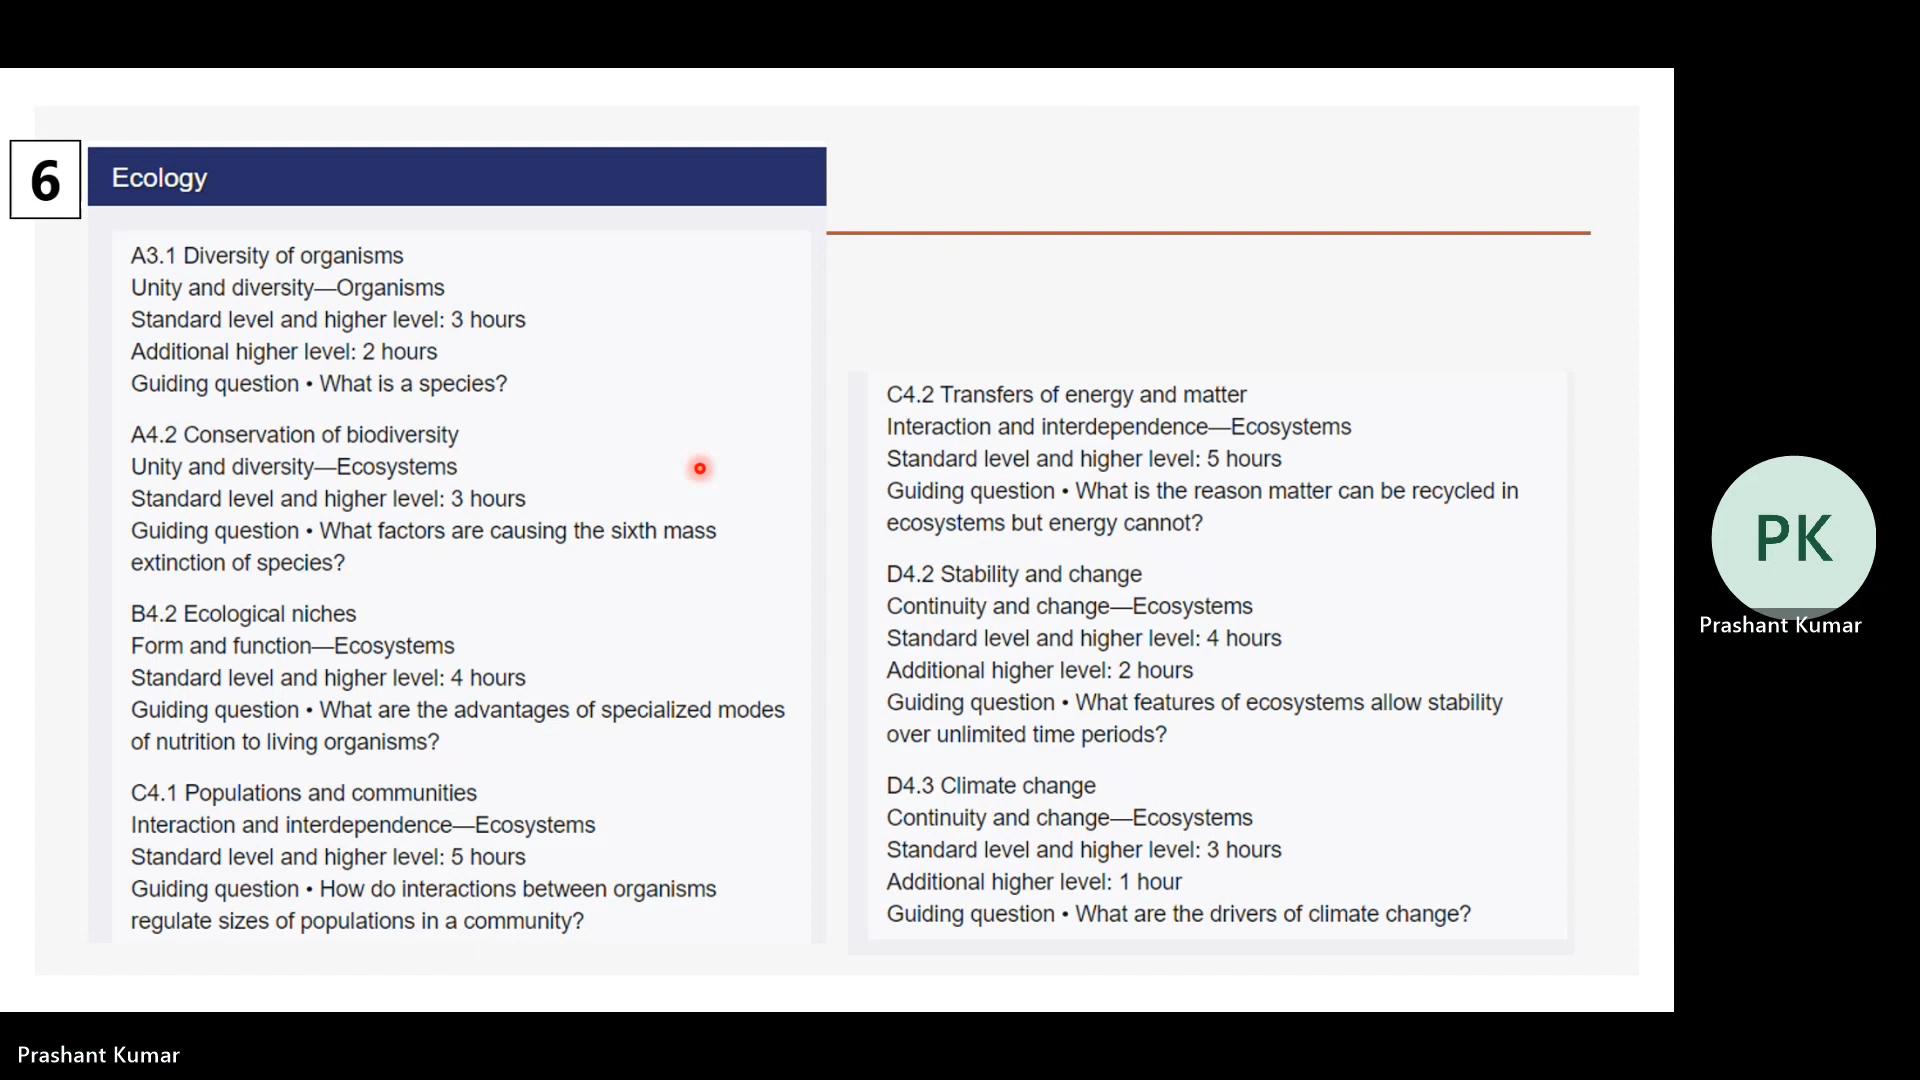 6
Ecology
A3.1 Diversity of organisms
Unity and diversity—Organisms
Standard level and higher level: 3 hours
Additional higher level: 2 hours
Guiding question • What is a species?
A4.2 Conservation of biodiversity
Unity and diversity—Ecosystems
Standard level and higher level: 3 hours
Guiding question • What factors are causing the sixth mass
extinction of species?
B4.2 Ecological niches
Form and function—Ecosystems
Standard level and higher level: 4 hours
Guiding question • What are the advantages of specialized modes
of nutrition to living organisms?
C4.1 Populations and communities
Interaction and interdependence—Ecosystems
Standard level and higher level: 5 hours
Guiding question • How do interactions between organisms
regulate sizes of populations in a community?
C4.2 Transfers of energy and matter
Interaction and interdependence—Ecosystems
Standard level and higher level: 5 hours
Guiding question • What is the reason matter can be recycled in
ecosystems but energy cannot?
D4.2 Stability and change
Continuity and change—Ecosystems
Standard level and higher level: 4 hours
Additional higher level: 2 hours
Guiding question • What features of ecosystems allow stability
over unlimited time periods?
D4.3 Climate change
Continuity and change—Ecosystems
Standard level and higher level: 3 hours
Additional higher level: 1 hour
Guiding question • What are the drivers of climate change?
PK
Prashant Kumar
Prashant Kumar